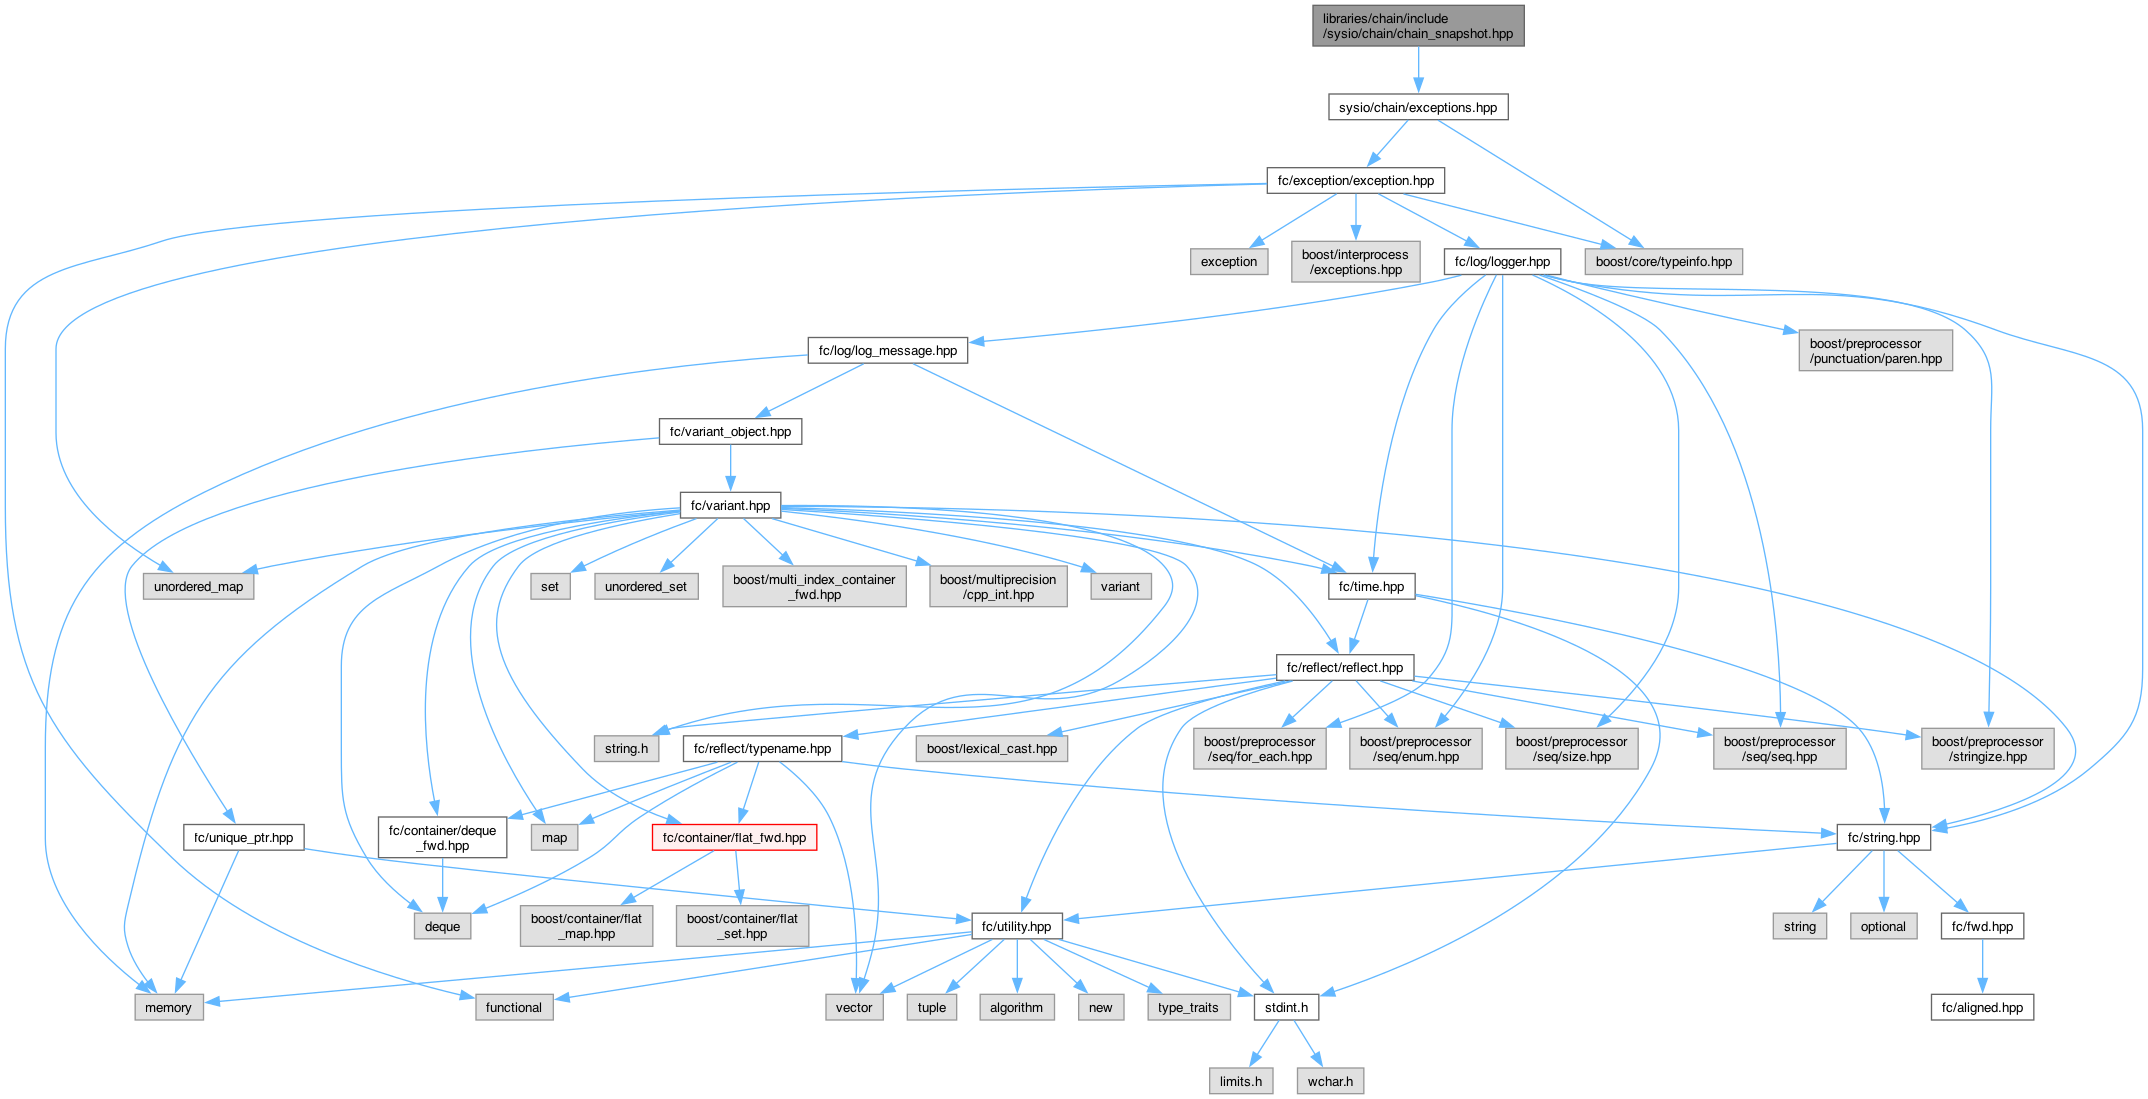 libraries/chain/include
/sysio/chain/chain_snapshot.hpp
sysio/chain/exceptions.hpp
fc/exception/exception.hpp
exception
boost/interprocess
/exceptions.hpp
fc/log/logger.hpp
boost/core/typeinfo.hpp
fc/log/log_message.hpp
boost/preprocessor
/punctuation/paren.hpp
fc/variant_object.hpp
fc/variant.hpp
unordered_map
set
unordered_set
boost/multi_index_container
_fwd.hpp
boost/multiprecision
/cpp_int.hpp
variant
fc/time.hpp
fc/reflect/reflect.hpp
string.h
fc/reflect/typename.hpp
boost/lexical_cast.hpp
boost/preprocessor
/seq/for_each.hpp
boost/preprocessor
/seq/enum.hpp
boost/preprocessor
/seq/size.hpp
boost/preprocessor
/seq/seq.hpp
boost/preprocessor
/stringize.hpp
fc/unique_ptr.hpp
fc/container/deque
_fwd.hpp
map
fc/container/flat_fwd.hpp
fc/string.hpp
deque
boost/container/flat
_map.hpp
boost/container/flat
_set.hpp
fc/utility.hpp
string
optional
fc/fwd.hpp
memory
functional
vector
tuple
algorithm
new
type_traits
stdint.h
fc/aligned.hpp
limits.h
wchar.h